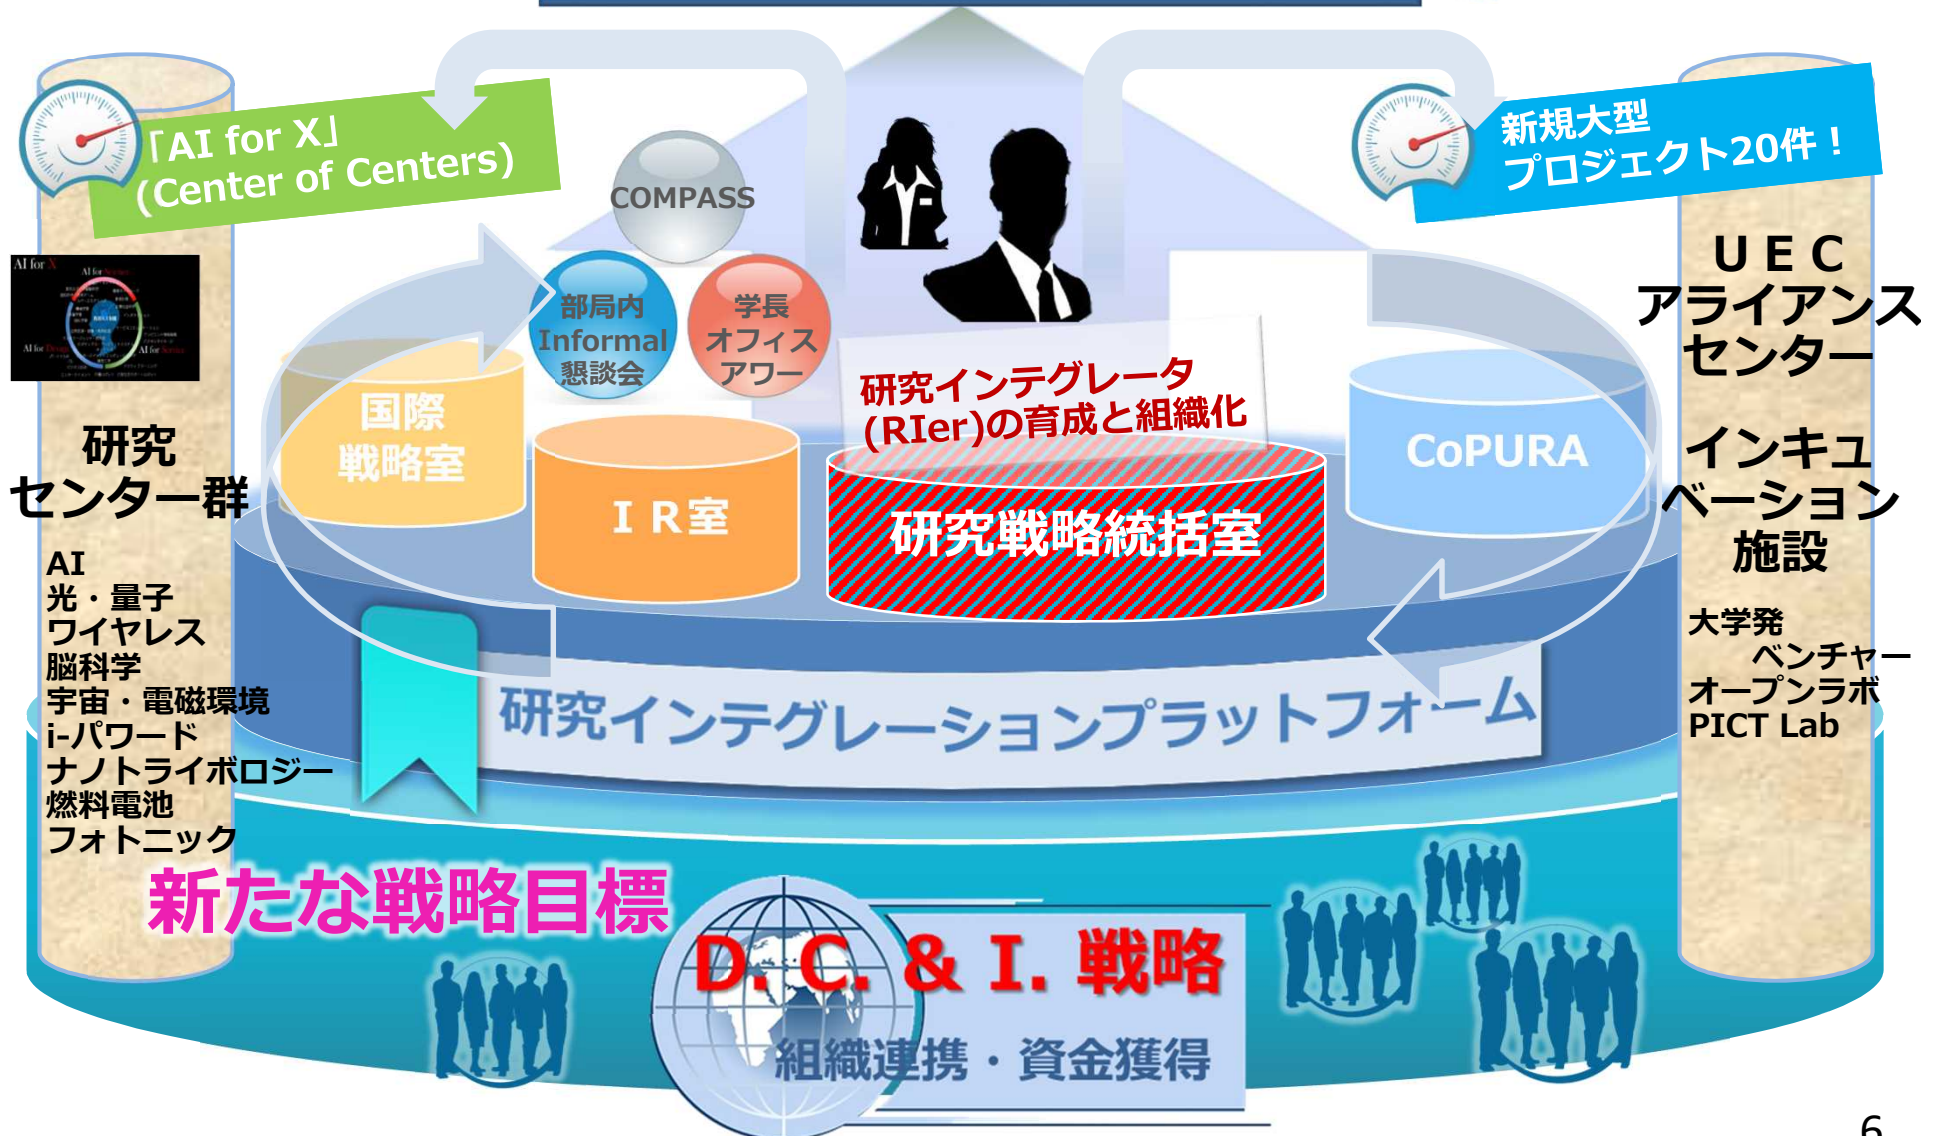 「AI for X」
(Center of Centers)
新規大型
プロジェクト20件！
COMPASS
部局内
Informal
懇談会
学長
オフィス
アワー
AI for X
研究インテグレータ
(RIer)の育成と組織化
国際
戦略室
ＩＲ室
研究戦略統括室
CoPURA
研究
センター群
AI
光・量子
ワイヤレス
脳科学
宇宙・電磁環境
i-パワード
ナノトライボロジー
燃料電池
フォトニック
ＵＥＣ
アライアンス
センター
インキュ
ベーション
施設
大学発
ベンチャー
オープンラボ
PICT Lab
研究インテグレーションプラットフォーム
新たな戦略目標
D. C. & I. 戦略
組織連携・資金獲得
6